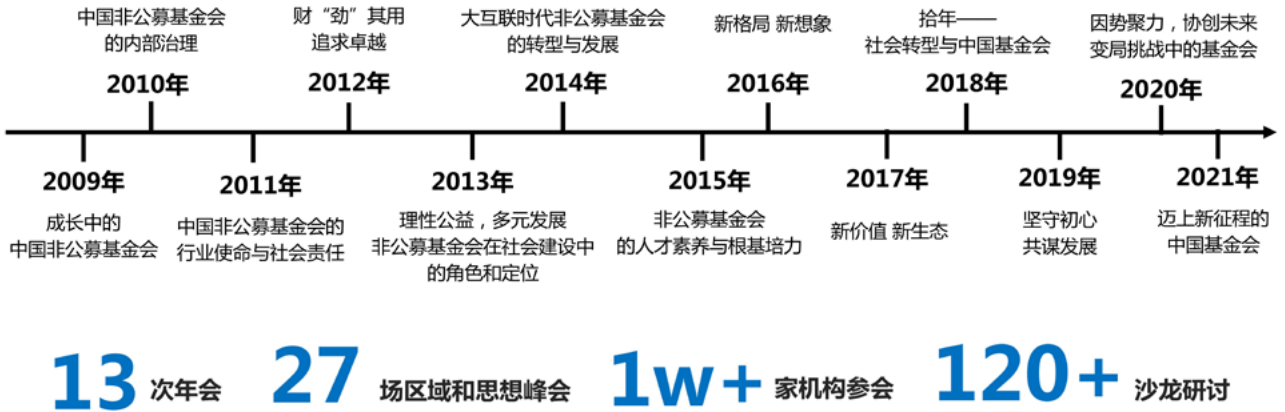 中国非公募基金会
的内部治理
2010年
财“劲”其用
追求卓越
2012年
大互联时代非公募基金会
的转型与发展
2014年
新格局 新想象
2016年
拾年——
社会转型与中国基金会
2018年
因势聚力，协创未来
变局挑战中的基金会
2020年
2009年
成长中的
中国非公募基金会
2011年
中国非公募基金会的
行业使命与社会责任
2013年
理性公益，多元发展
非公募基金会在社会建设中
的角色和定位
2015年
非公募基金会
的人才素养与根基培力
2017年
新价值 新生态
2019年
坚守初心
共谋发展
2021年
迈上新征程的
中国基金会
13 次年会
27 场区域和思想峰会
1w+ 家机构参会
120+ 沙龙研讨